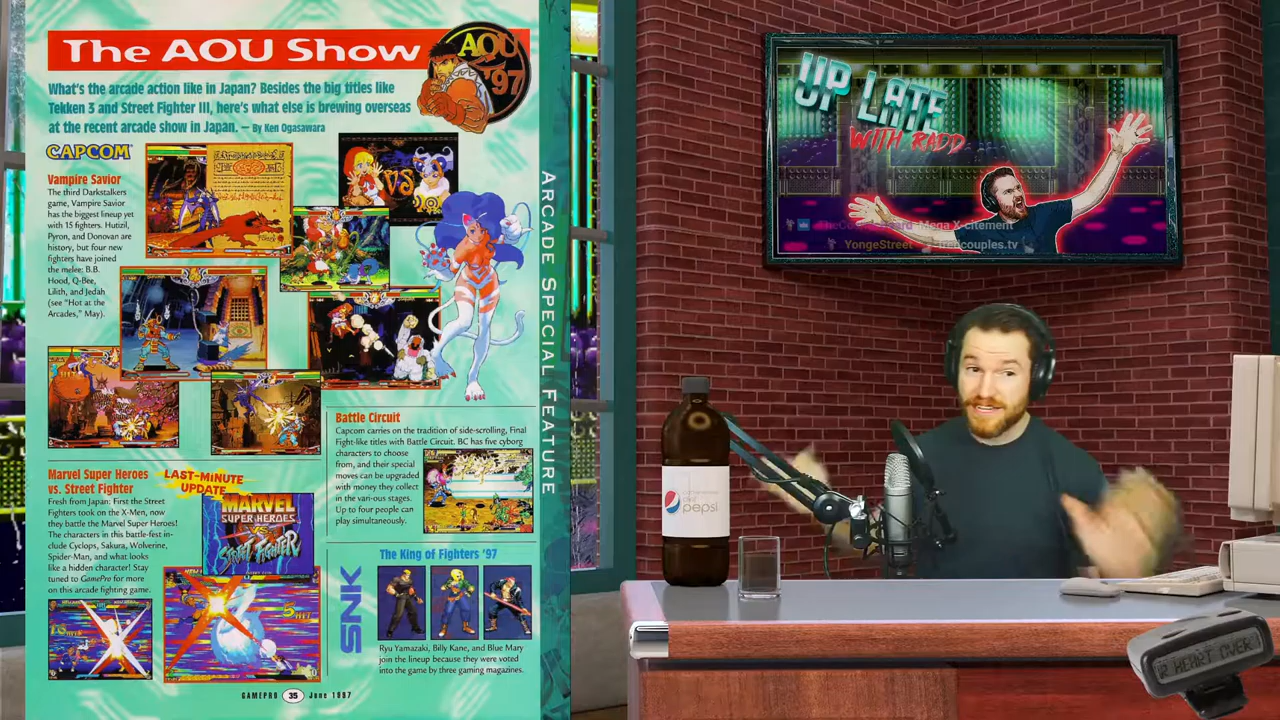 The AOU Show
AOU
'97
What's the arcade action like in Japan? Besides the big titles like
Tekken 3 and Street Fighter III, here's what else is brewing overseas
at the recent arcade show in Japan. — By Ken Ogasawara
CAPCOM
Vampire Savior
The third Darkstalkers
game, Vampire Savior
has the biggest lineup yet
with 15 fighters. Hutizil,
Pyron, and Donovan are
history, but four new
fighters have joined
the melee: B.B.
Hood, Q-Bee,
Lilith, and Jedah
(see "Hot at the
Arcades," May).
VS
Battle Circuit
Capcom carries on the tradition of side-scrolling, Final
Fight-like titles with Battle Circuit. BC has five cyborg
characters to choose
from, and their special
moves can be upgraded
with money they collect
in the vari-ous stages.
Up to four people can
play simultaneously.
Marvel Super Heroes
vs. Street Fighter
LAST-MINUTE
UPDATE
Fresh from Japan: First the Street
Fighters took on the X-Men, now
they battle the Marvel Super Heroes!
The characters in this battle-fest in-
clude Cyclops, Sakura, Wolverine,
Spider-Man, and what looks
like a hidden character! Stay
tuned to GamePro for more
on this arcade fighting game.
MARVEL
SUPER HEROES
VS
STREET FIGHTER
SNK
The King of Fighters '97
Ryu Yamazaki, Billy Kane, and Blue Mary
join the lineup because they were voted
into the game by three gaming magazines.
GAMEPRO 35 June 1997
ARCADE SPECIAL FEATURE
UP LATE
WITH RADD
YongeStreet
diet
pepsi
HEART OVER